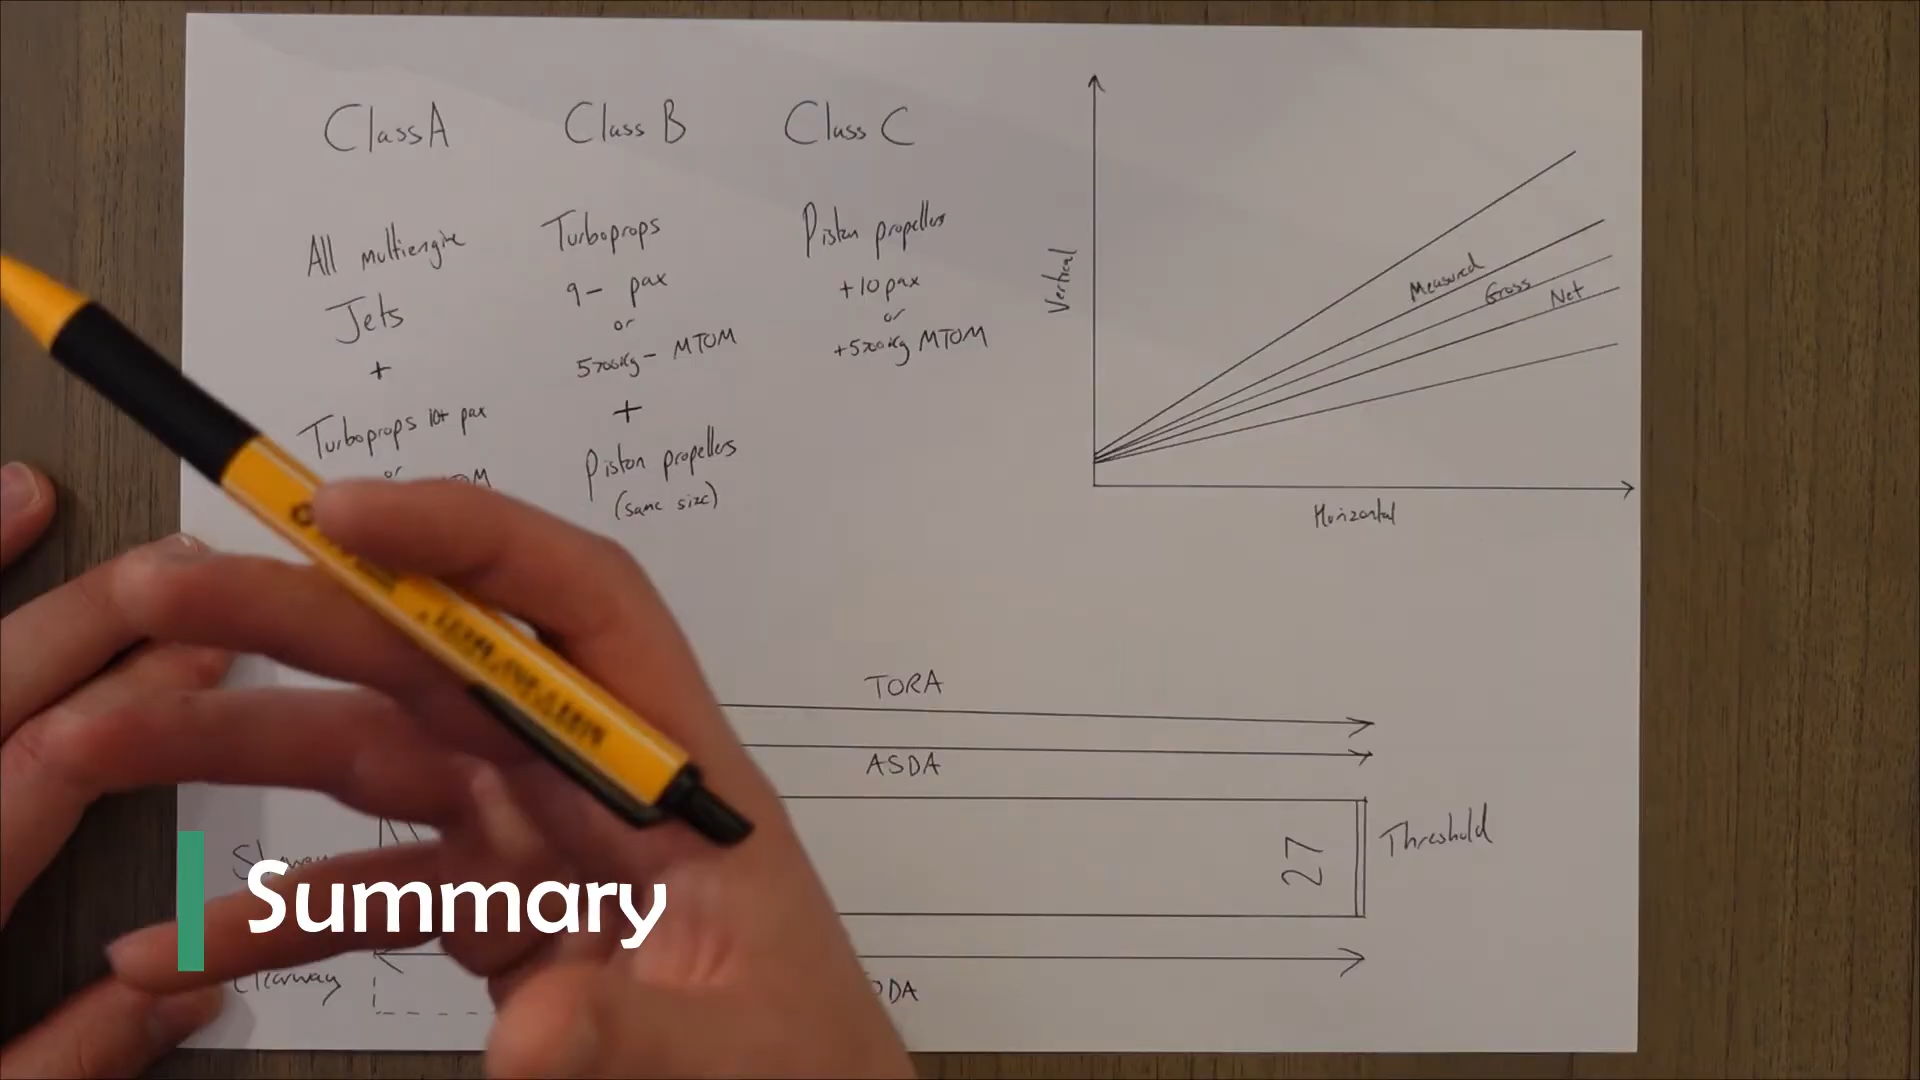 Class A
All multiengine
Jets
+
Turboprops 10+ pax
or
Class B
Turboprops
9- pax
or
5700kg- MTOM
+
Piston propellers
(same size)
Class C
Piston propellers
+10 pax
or
+5700kg MTOM
Vertical
Measured
Gross
Net
Horizontal
TORA
ASDA
27
Threshold
Clearway
Summary